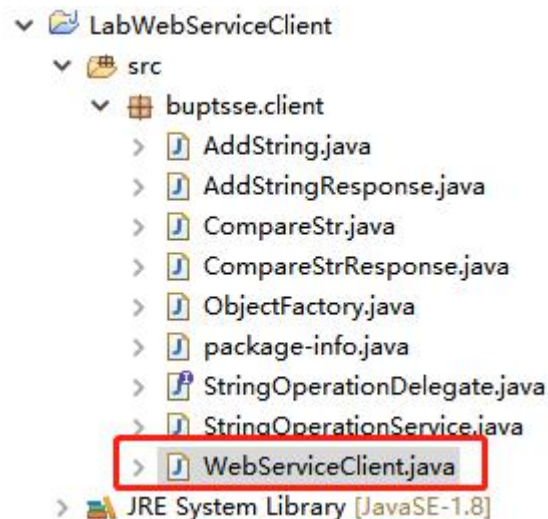 LabWebServiceClient
src
buptsse.client
AddString.java
AddStringResponse.java
CompareStr.java
CompareStrResponse.java
ObjectFactory.java
package-info.java
StringOperationDelegate.java
StringOperationService.java
WebServiceClient.java
JRE System Library [JavaSE-1.8]